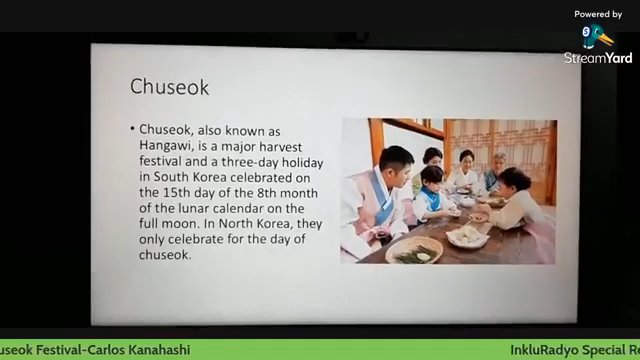 Powered by
StreamYard
Chuseok
• Chuseok, also known as
Hangawi, is a major harvest
festival and a three-day holiday
in South Korea celebrated on
the 15th day of the 8th month
of the lunar calendar on the
full moon. In North Korea, they
only celebrate for the day of
chuseok.
useok Festival-Carlos Kanahashi
InkluRadyo Special Re